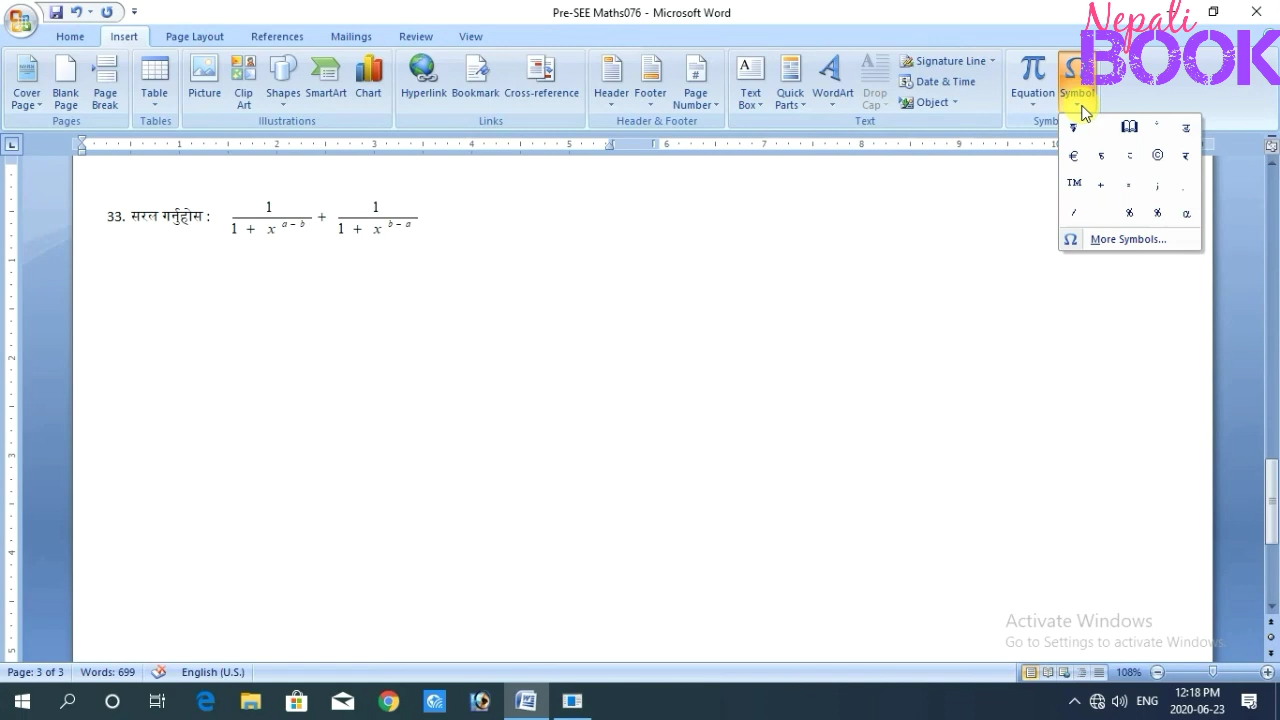 Pre-SEE Maths076 - Microsoft Word
Nepali
BOOK
Home Insert Page Layout References Mailings Review View
Cover Page Blank Page Page Break
Pages
Table
Tables
Picture Clip Art Shapes SmartArt Chart
Illustrations
Hyperlink Bookmark Cross-reference
Links
Header Footer Page Number
Header & Footer
Text Box Quick Parts WordArt Drop Cap
Signature Line
Date & Time
Object
Text
Equation Symbol
Symb
€ ©
TM + = ;
/ % % α
Ω More Symbols...
33. सरल गर्नुहोस : 1/(1 + x^(a – b)) + 1/(1 + x^(b – a))
Activate Windows
Go to Settings to activate Windows.
Page: 3 of 3 Words: 699 English (U.S.) 108%
ENG 12:18 PM
2020-06-23